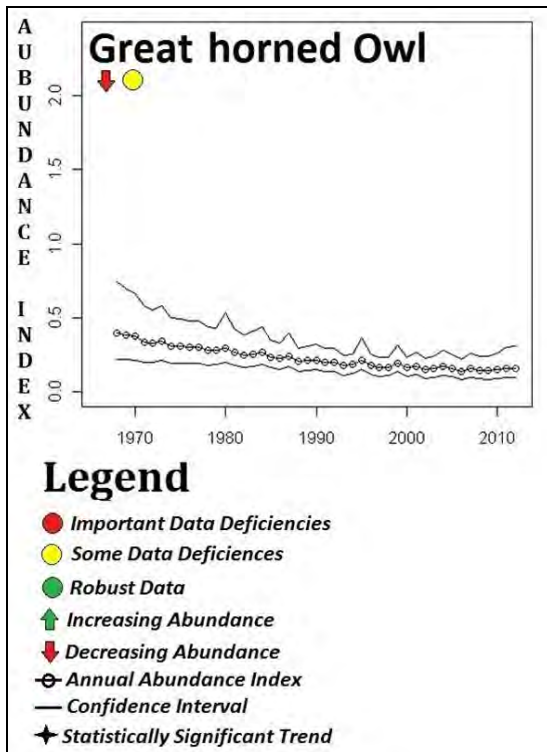 AUBUNDANCE INDEX
Great horned Owl
2.0
1.5
1.0
0.5
0.0
1970 1980 1990 2000 2010
Legend
Important Data Deficiencies
Some Data Deficiences
Robust Data
Increasing Abundance
Decreasing Abundance
Annual Abundance Index
Confidence Interval
Statistically Significant Trend